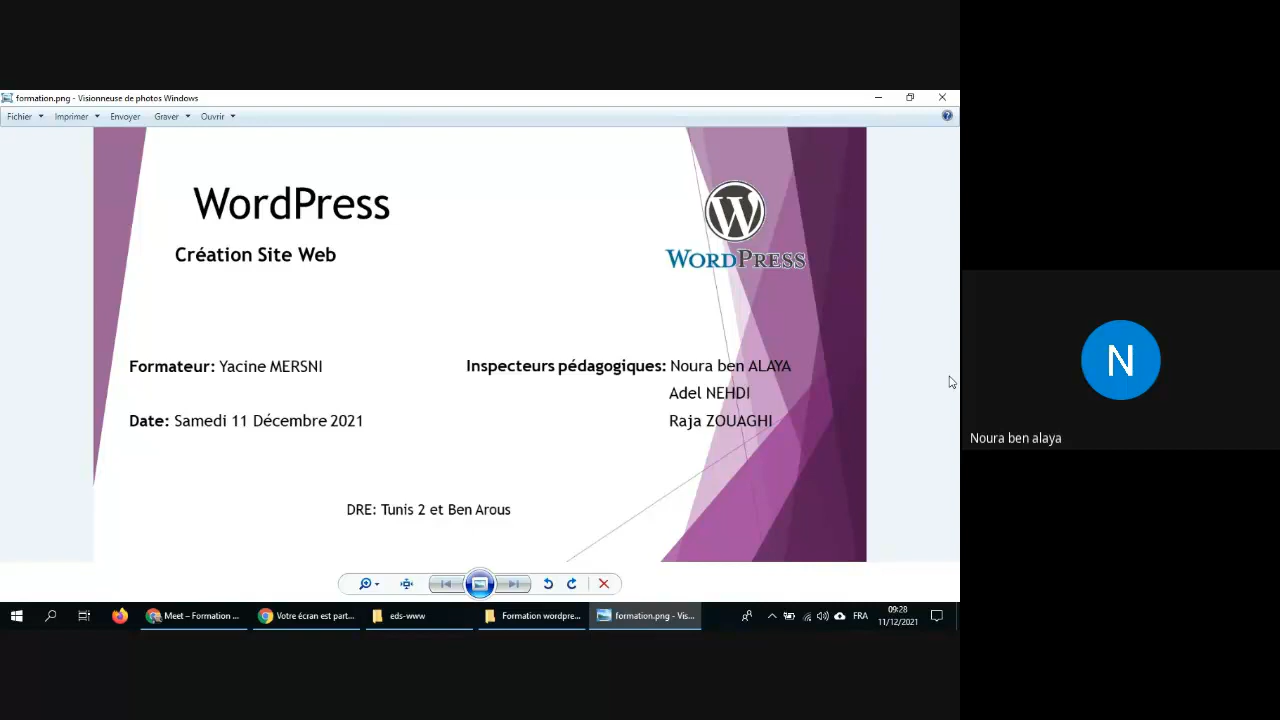 formation.png - Visionneuse de photos Windows
Fichier Imprimer Envoyer Graver Ouvrir
WordPress
Création Site Web
W
WORDPRESS
Formateur: Yacine MERSNI
Inspecteurs pédagogiques: Noura ben ALAYA
Adel NEHDI
Date: Samedi 11 Décembre 2021
Raja ZOUAGHI
DRE: Tunis 2 et Ben Arous
N
Noura ben alaya
Meet – Formation ...
Votre écran est part...
eds-www
Formation wordpre...
formation.png - Vis...
FRA
09:28
11/12/2021